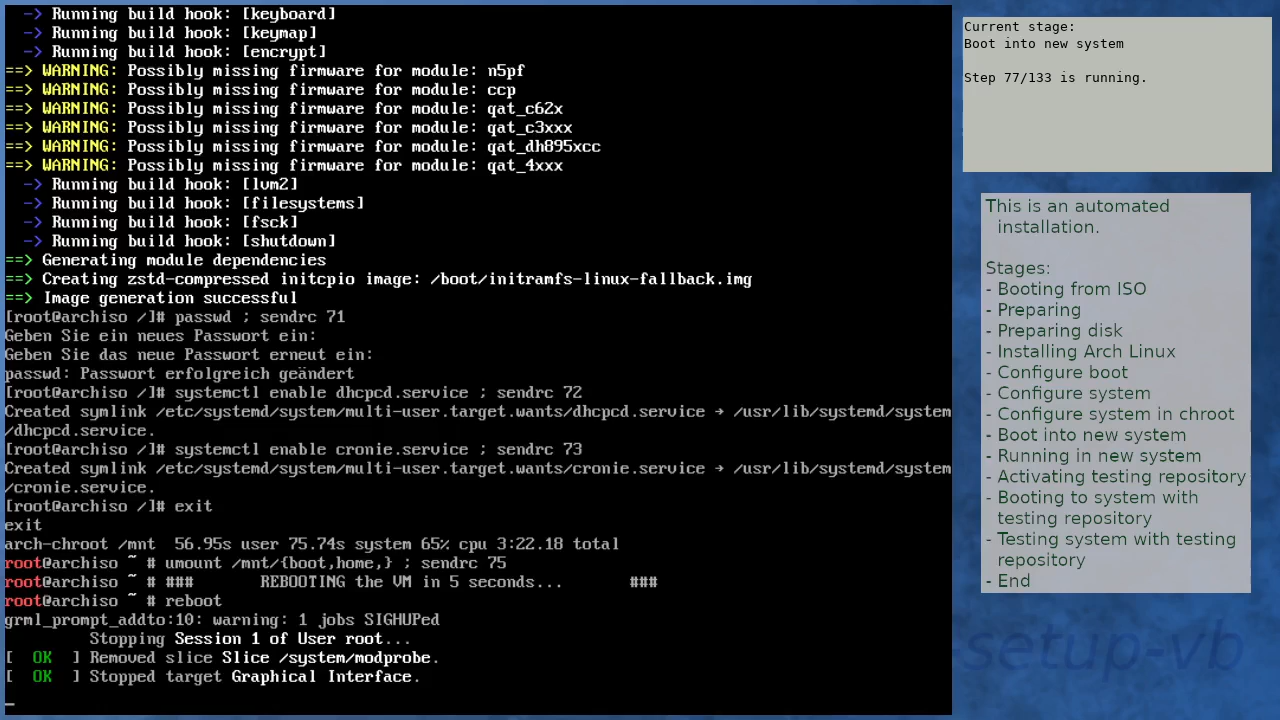 -> Running build hook: [keyboard]
-> Running build hook: [keymap]
-> Running build hook: [encrypt]
==> WARNING: Possibly missing firmware for module: n5pf
==> WARNING: Possibly missing firmware for module: ccp
==> WARNING: Possibly missing firmware for module: qat_c62x
==> WARNING: Possibly missing firmware for module: qat_c3xxx
==> WARNING: Possibly missing firmware for module: qat_dh895xcc
==> WARNING: Possibly missing firmware for module: qat_4xxx
-> Running build hook: [lvm2]
-> Running build hook: [filesystems]
-> Running build hook: [fsck]
-> Running build hook: [shutdown]
==> Generating module dependencies
==> Creating zstd-compressed initcpio image: /boot/initramfs-linux-fallback.img
==> Image generation successful
[root@archiso /]# passwd ; sendrc 71
Geben Sie ein neues Passwort ein:
Geben Sie das neue Passwort erneut ein:
passwd: Passwort erfolgreich geändert
[root@archiso /]# systemctl enable dhcpcd.service ; sendrc 72
Created symlink /etc/systemd/system/multi-user.target.wants/dhcpcd.service → /usr/lib/systemd/system
/dhcpcd.service.
[root@archiso /]# systemctl enable cronie.service ; sendrc 73
Created symlink /etc/systemd/system/multi-user.target.wants/cronie.service → /usr/lib/systemd/system
/cronie.service.
[root@archiso /]# exit
exit
arch-chroot /mnt  56.95s user 75.74s system 65% cpu 3:22.18 total
root@archiso ~ # umount /mnt/{boot,home,} ; sendrc 75
root@archiso ~ # ###       REBOOTING the VM in 5 seconds...       ###
root@archiso ~ # reboot
grml_prompt_addto:10: warning: 1 jobs SIGHUPed
Stopping Session 1 of User root...
[  OK  ] Removed slice Slice /system/modprobe.
[  OK  ] Stopped target Graphical Interface.
_
Current stage:
Boot into new system
Step 77/133 is running.
This is an automated
installation.
Stages:
- Booting from ISO
- Preparing
- Preparing disk
- Installing Arch Linux
- Configure boot
- Configure system
- Configure system in chroot
- Boot into new system
- Running in new system
- Activating testing repository
- Booting to system with
testing repository
- Testing system with testing
repository
- End
-setup-vb